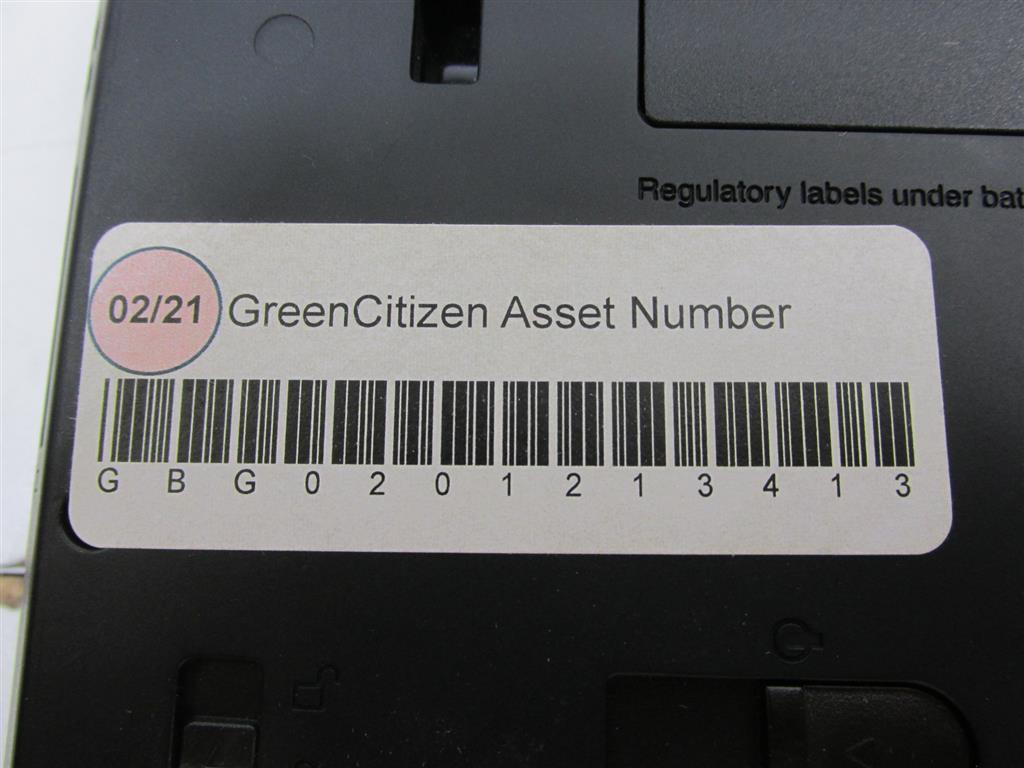 Regulatory labels under bat
02/21 GreenCitizen Asset Number
G B G 0 2 0 1 2 1 3 4 1 3